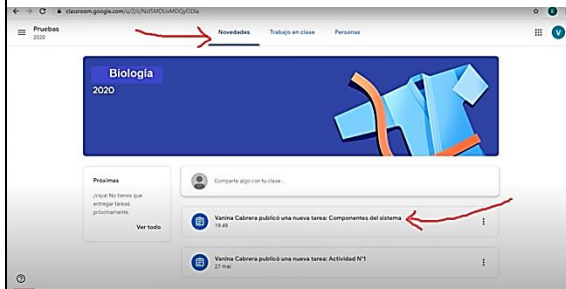 classroom.google.com/u/2/c/NzI5MDUxMDQyODIa
Pruebas
2020
Novedades
Trabajo en clase
Personas
V
Biología
2020
Próximas
¡Vaya! No tienes que
entregar tareas
próximamente.
Ver todo
Comparte algo con tu clase...
Vanina Cabrera publicó una nueva tarea: Componentes del sistema
19:49
Vanina Cabrera publicó una nueva tarea: Actividad N°1
27 mar.